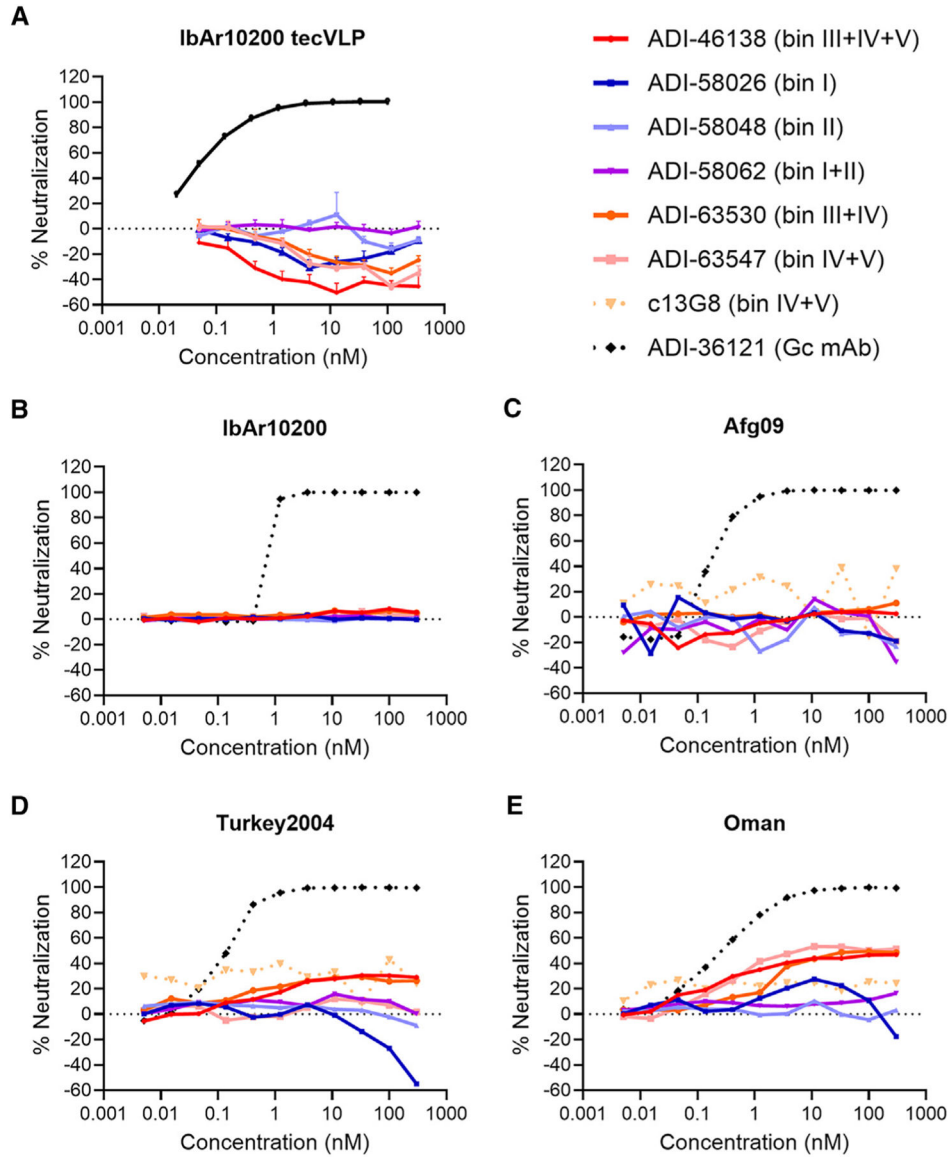 A
IbAr10200 tecVLP
% Neutralization
120
100
80
60
40
20
0
-20
-40
-60
0.001 0.01 0.1 1 10 100 1000
Concentration (nM)
ADI-46138 (bin III+IV+V)
ADI-58026 (bin I)
ADI-58048 (bin II)
ADI-58062 (bin I+II)
ADI-63530 (bin III+IV)
ADI-63547 (bin IV+V)
c13G8 (bin IV+V)
ADI-36121 (Gc mAb)
B
IbAr10200
% Neutralization
120
100
80
60
40
20
0
-20
-40
-60
0.001 0.01 0.1 1 10 100 1000
Concentration (nM)
C
Afg09
% Neutralization
120
100
80
60
40
20
0
-20
-40
-60
0.001 0.01 0.1 1 10 100 1000
Concentration (nM)
D
Turkey2004
% Neutralization
120
100
80
60
40
20
0
-20
-40
-60
0.001 0.01 0.1 1 10 100 1000
Concentration (nM)
E
Oman
% Neutralization
120
100
80
60
40
20
0
-20
-40
-60
0.001 0.01 0.1 1 10 100 1000
Concentration (nM)